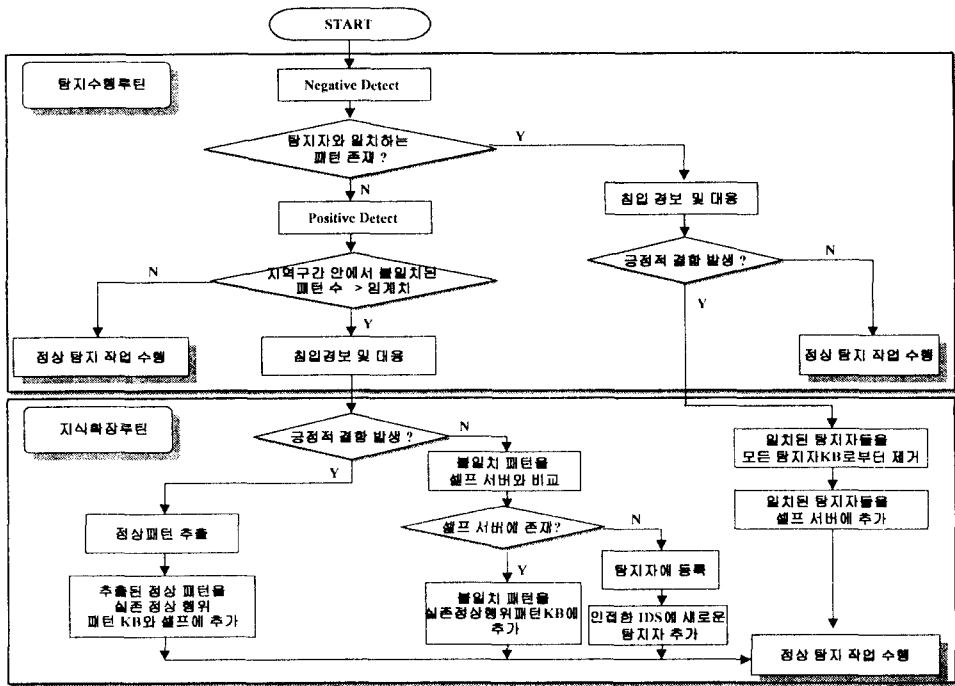 START
탐지수행루틴
Negative Detect
탐지자와 일치하는
패턴 존재 ?
Y
N
침입 경보 및 대응
Positive Detect
긍정적 결함 발생 ?
N
Y
지역구간 안에서 불일치된
패턴 수 > 임계치
N
Y
정상 탐지 작업 수행
침입경보 및 대응
정상 탐지 작업 수행
지식확장루틴
긍정적 결함 발생 ?
N
Y
불일치 패턴을
셀프 서버와 비교
일치된 탐지자들을
모든 탐지자KB로부터 제거
정상패턴 추출
셀프 서버에 존재?
N
Y
일치된 탐지자들을
셀프 서버에 추가
탐지자에 등록
추출된 정상 패턴을
실존 정상 행위
패턴 KB와 셀프에 추가
불일치 패턴을
실존정상행위패턴KB에
추가
인접한 IDS에 새로운
탐지자 추가
정상 탐지 작업 수행